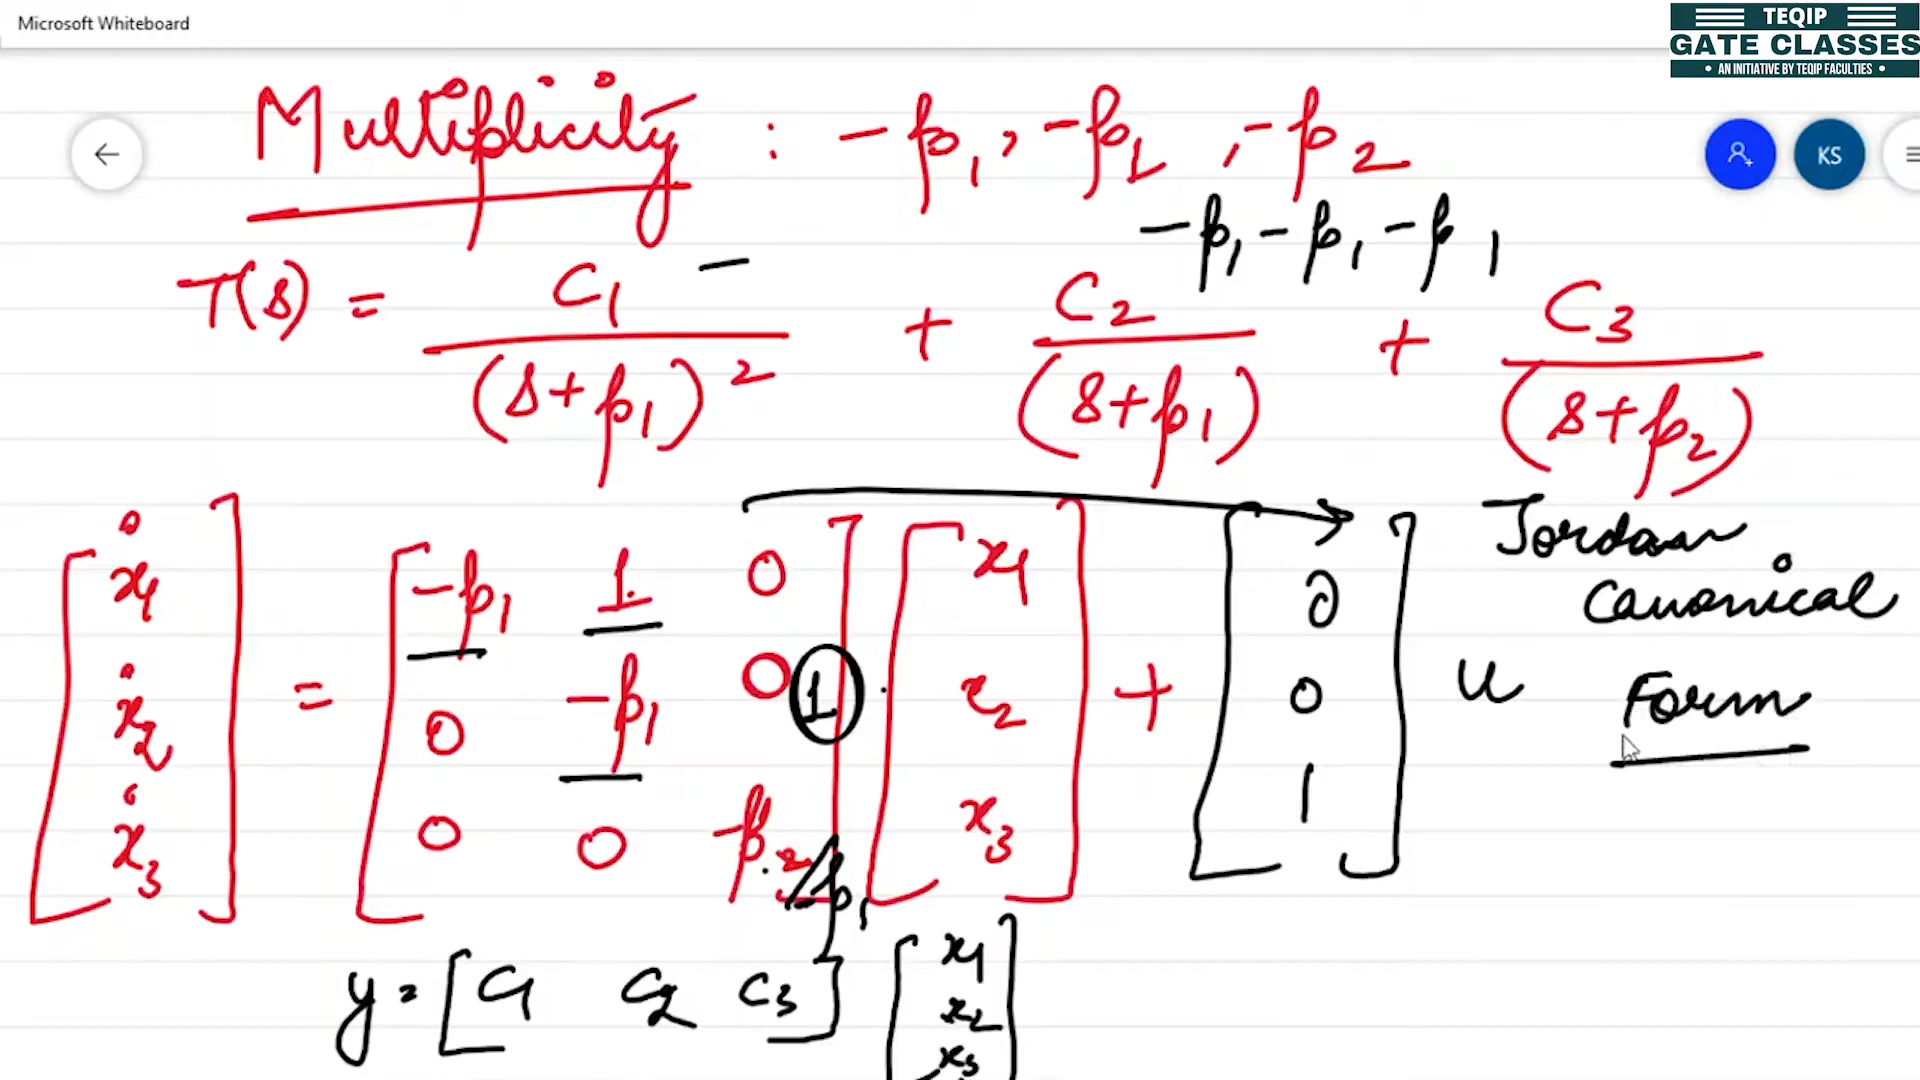 Microsoft Whiteboard
TEQIP
GATE CLASSES
• AN INITIATIVE BY TEQIP FACULTIES •
KS
Multiplicity : -p₁, -p₁, -p₂
-p₁ -p₁ -p₁
T(s) = C₁/(s+p₁)² + C₂/(s+p₁) + C₃/(s+p₂)
[ẋ₁ ẋ₂ ẋ₃] = [-p₁ 1 0; 0 -p₁ 0 1; 0 0 -p₂ -p₁] [x₁ x₂ x₃] + [0 0 1] u
Jordan
Canonical
Form
y = [C₁ C₂ C₃] [x₁ x₂ x₃]